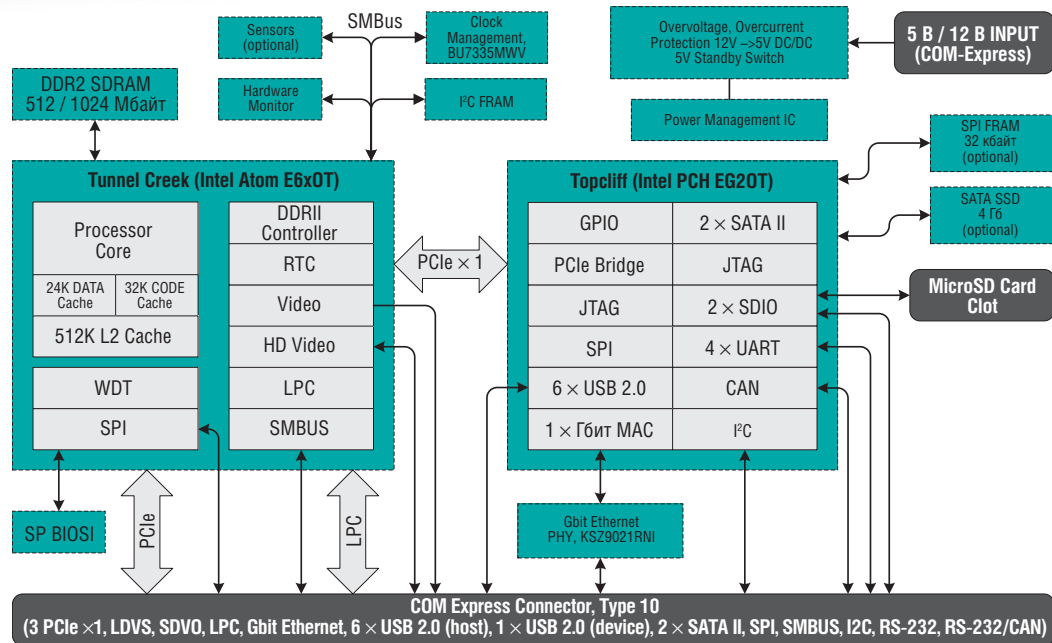 Sensors
(optional)
SMBus
Clock
Management,
BU7335MWV
Overvoltage, Overcurrent
Protection 12V –>5V DC/DC
5V Standby Switch
5 В / 12 В INPUT
(COM-Express)
DDR2 SDRAM
512 / 1024 Мбайт
Hardware
Monitor
I²C FRAM
Power Management IC
SPI FRAM
32 кбайт
(optional)
Tunnel Creek (Intel Atom E6xOT)
Processor
Core
24K DATA
Cache
32K CODE
Cache
512K L2 Cache
WDT
SPI
DDRII
Controller
RTC
Video
HD Video
LPC
SMBUS
PCIe × 1
Topcliff (Intel PCH EG2OT)
GPIO
2 × SATA II
PCIe Bridge
JTAG
JTAG
2 × SDIO
SPI
4 × UART
6 × USB 2.0
CAN
1 × Гбит MAC
I²C
SATA SSD
4 Гб
(optional)
MicroSD Card
Clot
SP BIOSI
PCIe
LPC
Gbit Ethernet
PHY, KSZ9021RNI
COM Express Connector, Type 10
(3 PCIe ×1, LDVS, SDVO, LPC, Gbit Ethernet, 6 × USB 2.0 (host), 1 × USB 2.0 (device), 2 × SATA II, SPI, SMBUS, I2C, RS-232, RS-232/CAN)